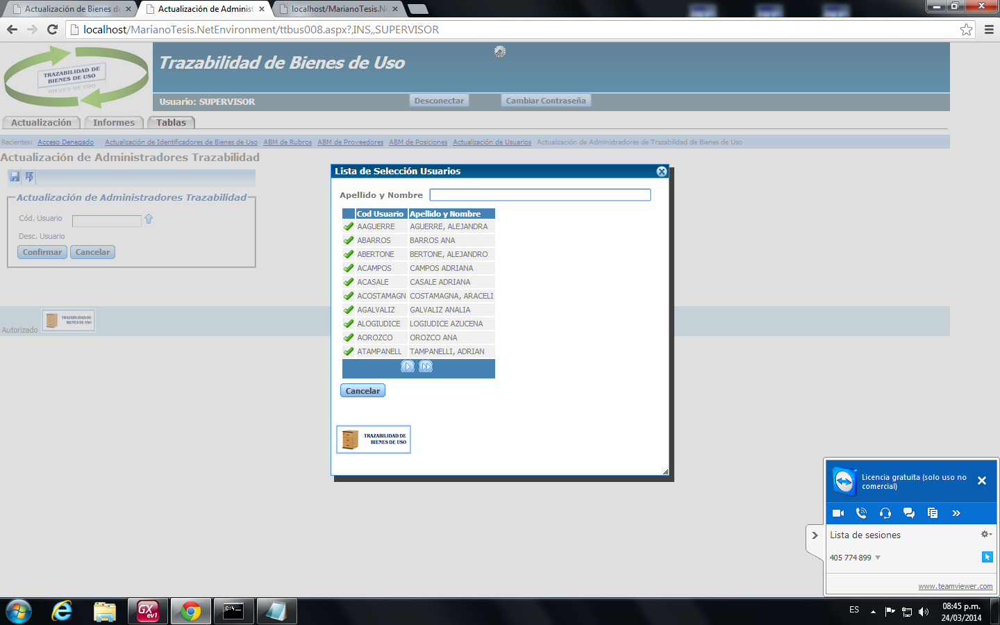 Actualización de Bienes de
Actualización de Administ
localhost/MarianoTesis.Ne
localhost/MarianoTesis.NetEnvironment/ttbus008.aspx?,INS,,SUPERVISOR
TRAZABILIDAD DE
BIENES DE USO
Trazabilidad de Bienes de Uso
Usuario: SUPERVISOR
Desconectar
Cambiar Contraseña
Actualización
Informes
Tablas
Recientes: Acceso Denegado Actualización de Identificadores de Bienes de Uso ABM de Rubros ABM de Proveedores ABM de Posiciones Actualización de Usuarios Actualización de Administradores de Trazabilidad de Bienes de Uso
Actualización de Administradores Trazabilidad
Actualización de Administradores Trazabilidad
Cód. Usuario
Desc. Usuario
Confirmar
Cancelar
Autorizado
TRAZABILIDAD DE
BIENES DE USO
Lista de Selección Usuarios
Apellido y Nombre
Cod Usuario Apellido y Nombre
AAGUERRE AGUERRE, ALEJANDRA
ABARROS BARROS ANA
ABERTONE BERTONE, ALEJANDRO
ACAMPOS CAMPOS ADRIANA
ACASALE CASALE ADRIANA
ACOSTAMAGN COSTAMAGNA, ARACELI
AGALVALIZ GALVALIZ ANALIA
ALOGIUDICE LOGIUDICE AZUCENA
AOROZCO OROZCO ANA
ATAMPANELL TAMPANELLI, ADRIAN
Cancelar
TRAZABILIDAD DE
BIENES DE USO
Licencia gratuita (solo uso no
comercial)
Lista de sesiones
405 774 899
www.teamviewer.com
GX
ev1
C:\.
ES
08:45 p.m.
24/03/2014